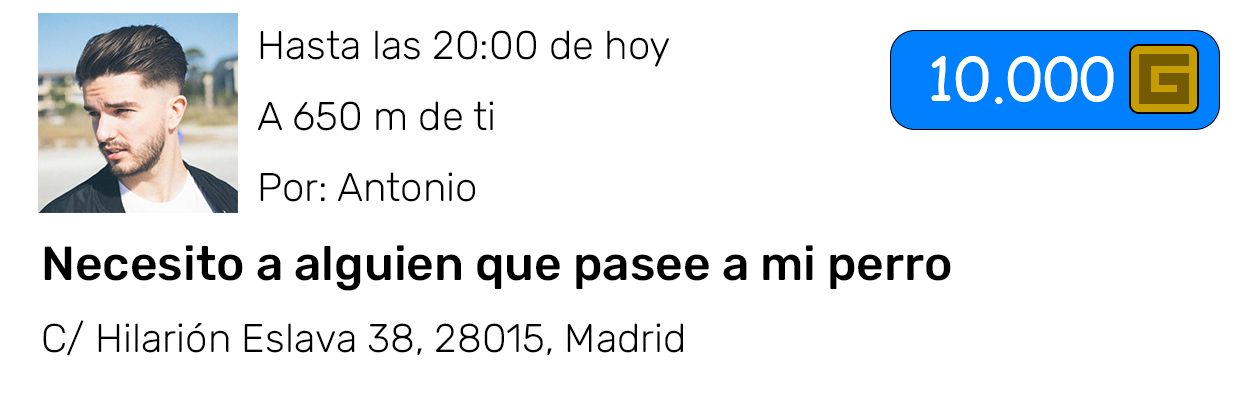 Hasta las 20:00 de hoy
10.000 G
A 650 m de ti
Por: Antonio
Necesito a alguien que pasee a mi perro
C/ Hilarión Eslava 38, 28015, Madrid